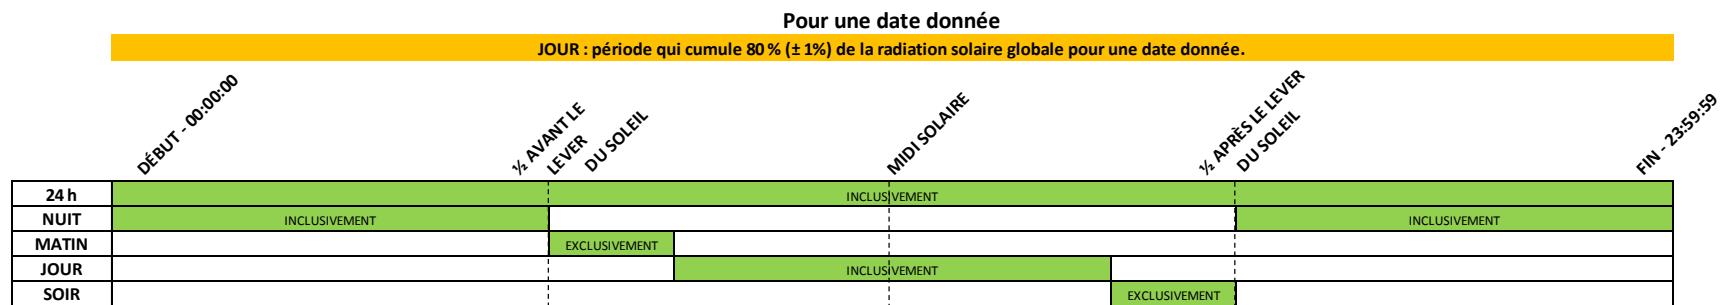 Pour une date donnée
JOUR : période qui cumule 80 % (± 1%) de la radiation solaire globale pour une date donnée.
DÉBUT - 00:00:00
½ AVANT LE
LEVER
DU SOLEIL
MIDI SOLAIRE
½ APRÈS LE LEVER
DU SOLEIL
FIN - 23:59:59
24 h INCLUSIVEMENT
NUIT INCLUSIVEMENT INCLUSIVEMENT
MATIN EXCLUSIVEMENT
JOUR INCLUSIVEMENT
SOIR EXCLUSIVEMENT